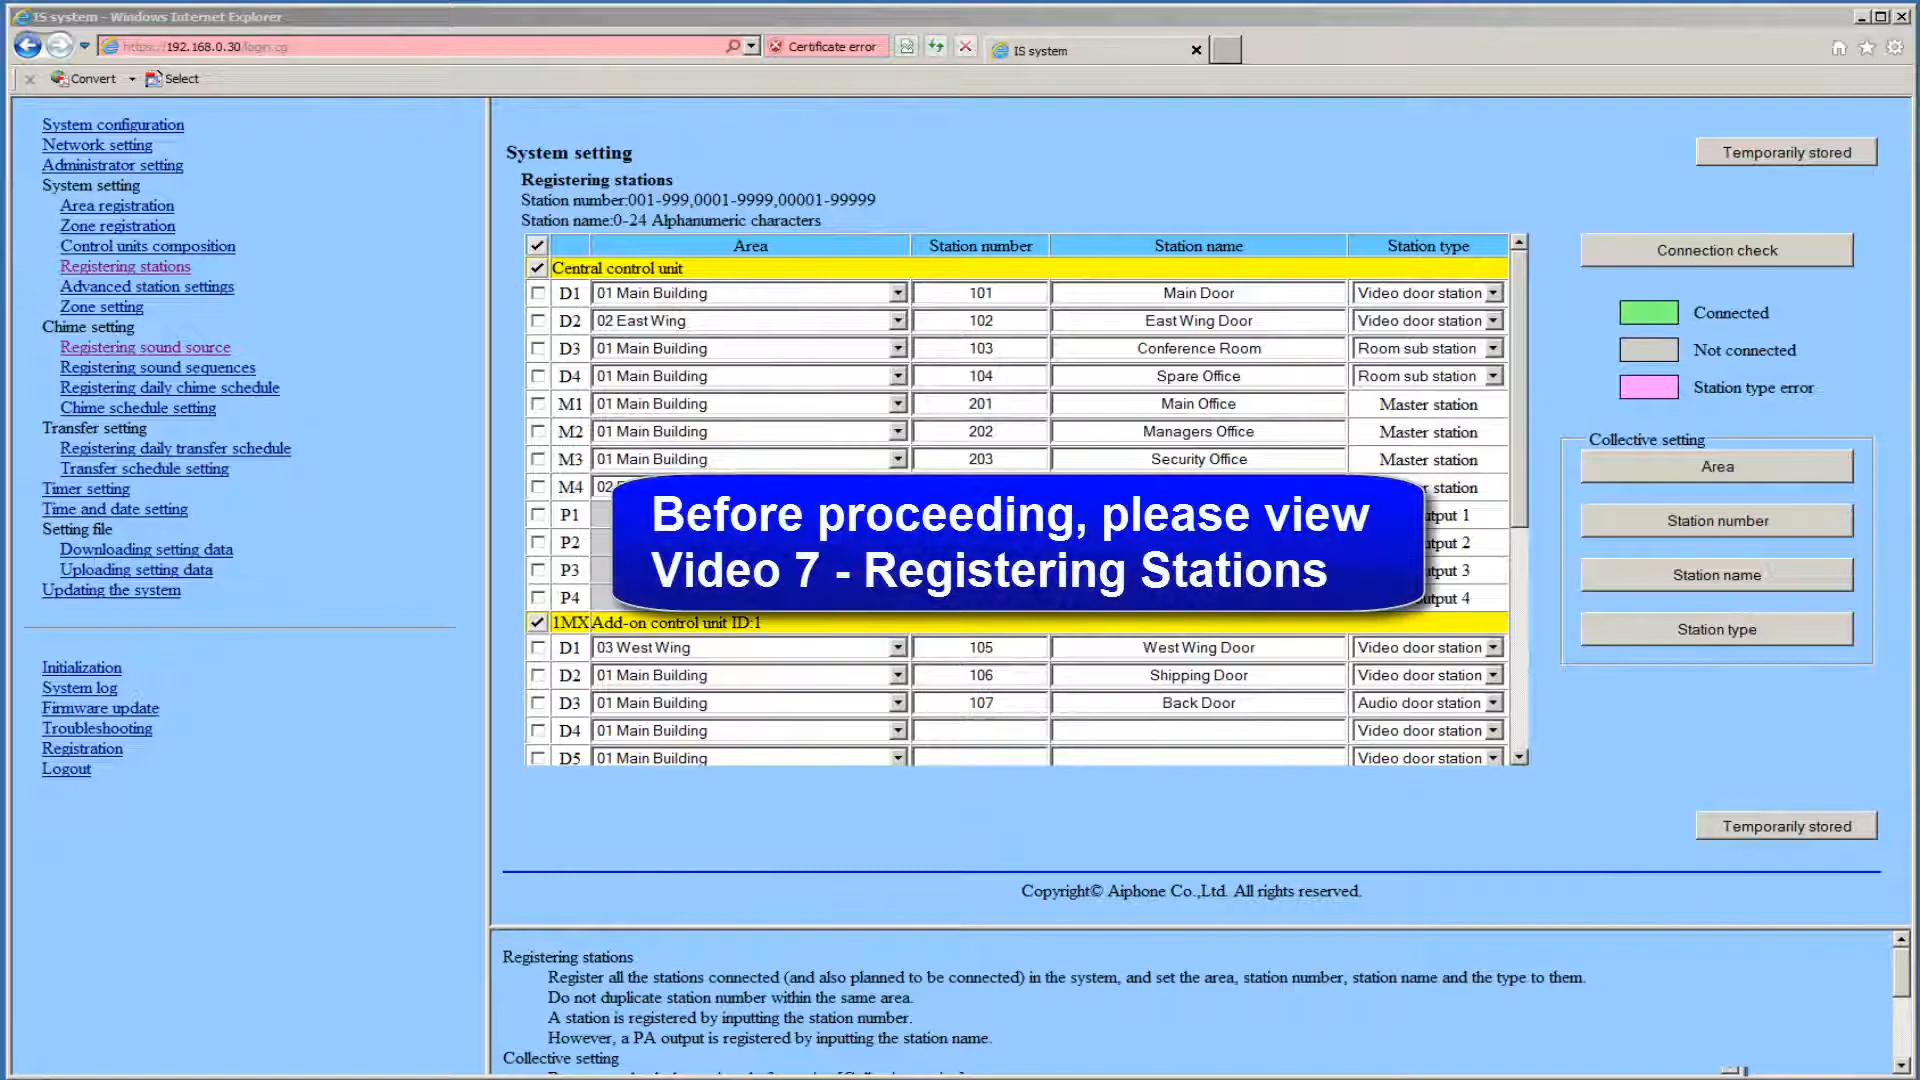 IS system - Windows Internet Explorer
https://192.168.0.30/login.cg
Certificate error
IS system
Convert
Select
System configuration
Network setting
Administrator setting
System setting
Area registration
Zone registration
Control units composition
Registering stations
Advanced station settings
Zone setting
Chime setting
Registering sound source
Registering sound sequences
Registering daily chime schedule
Chime schedule setting
Transfer setting
Registering daily transfer schedule
Transfer schedule setting
Timer setting
Time and date setting
Setting file
Downloading setting data
Uploading setting data
Updating the system
Initialization
System log
Firmware update
Troubleshooting
Registration
Logout
System setting
Temporarily stored
Registering stations
Station number:001-999,0001-9999,00001-99999
Station name:0-24 Alphanumeric characters
Area Station number Station name Station type
Central control unit
D1 01 Main Building 101 Main Door Video door station
D2 02 East Wing 102 East Wing Door Video door station
D3 01 Main Building 103 Conference Room Room sub station
D4 01 Main Building 104 Spare Office Room sub station
M1 01 Main Building 201 Main Office Master station
M2 01 Main Building 202 Managers Office Master station
M3 01 Main Building 203 Security Office Master station
M4 02 station
P1 1
P2 2
P3 3
P4 4
Before proceeding, please view
Video 7 - Registering Stations
1MX Add-on control unit ID:1
D1 03 West Wing 105 West Wing Door Video door station
D2 01 Main Building 106 Shipping Door Video door station
D3 01 Main Building 107 Back Door Audio door station
D4 01 Main Building Video door station
D5 01 Main Building Video door station
Connection check
Connected
Not connected
Station type error
Collective setting
Area
Station number
Station name
Station type
Temporarily stored
Copyright© Aiphone Co.,Ltd. All rights reserved.
Registering stations
Register all the stations connected (and also planned to be connected) in the system, and set the area, station number, station name and the type to them.
Do not duplicate station number within the same area.
A station is registered by inputting the station number.
However, a PA output is registered by inputting the station name.
Collective setting